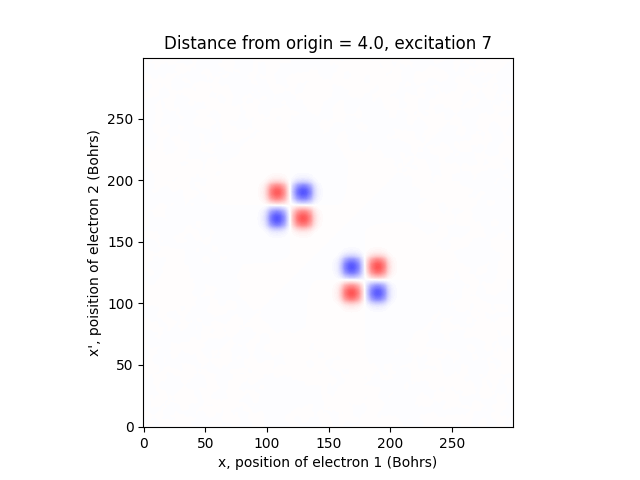 Distance from origin = 4.0, excitation 7
250
200
150
100
50
0
x', poisition of electron 2 (Bohrs)
0 50 100 150 200 250
x, position of electron 1 (Bohrs)